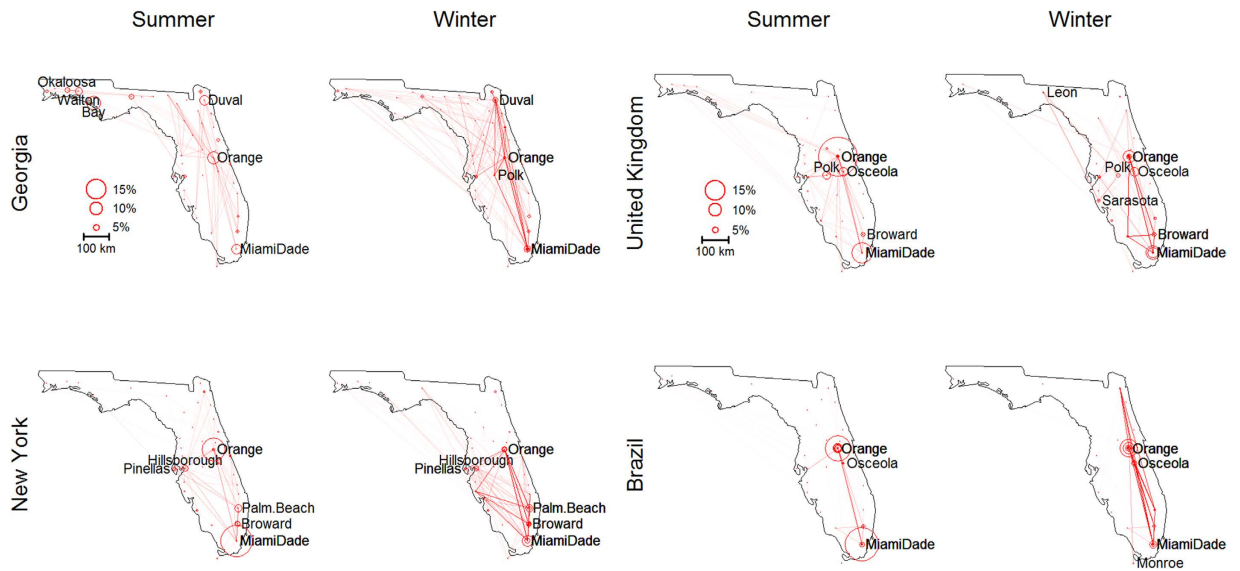 Summer
Winter
Summer
Winter
Georgia
Okaloosa
Walton
Bay
Duval
Orange
MiamiDade
15%
10%
5%
100 km
Duval
Orange
Polk
MiamiDade
United Kingdom
Orange
Polk
Osceola
Broward
MiamiDade
15%
10%
5%
100 km
Leon
Orange
Polk
Osceola
Sarasota
Broward
MiamiDade
New York
Orange
Hillsborough
Pinellas
Palm.Beach
Broward
MiamiDade
Orange
Hillsborough
Pinellas
Palm.Beach
Broward
MiamiDade
Brazil
Orange
Osceola
MiamiDade
Orange
Osceola
MiamiDade
Monroe